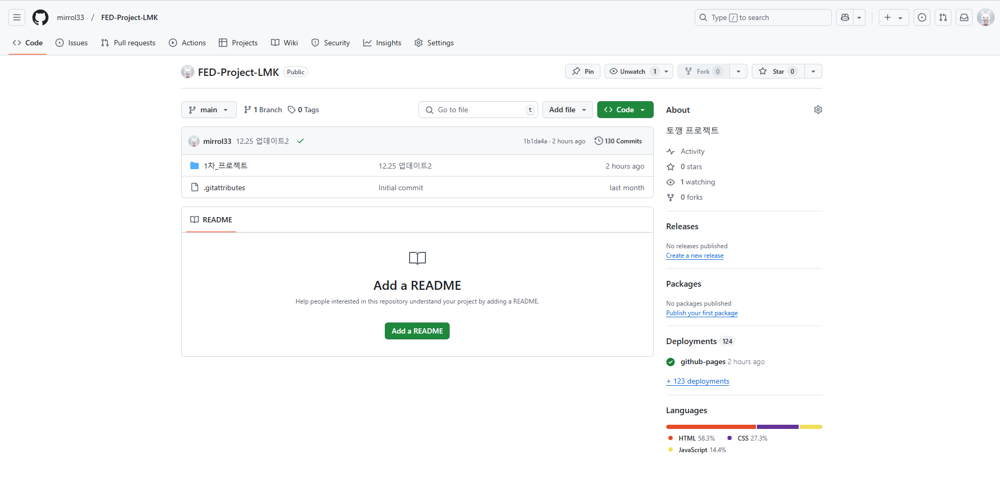 mirrol33 / FED-Project-LMK
Type / to search
Code Issues Pull requests Actions Projects Wiki Security Insights Settings
FED-Project-LMK Public
Pin Unwatch 1 Fork 0 Star 0
main 1 Branch 0 Tags
Go to file t
Add file Code
mirrol33 12.25 업데이트2
1b1da4a · 2 hours ago 130 Commits
1차_프로젝트 12.25 업데이트2 2 hours ago
.gitattributes Initial commit last month
README
Add a README
Help people interested in this repository understand your project by adding a README.
Add a README
About
토깽 프로젝트
Activity
0 stars
1 watching
0 forks
Releases
No releases published
Create a new release
Packages
No packages published
Publish your first package
Deployments 124
github-pages 2 hours ago
+ 123 deployments
Languages
HTML 58.3% CSS 27.3%
JavaScript 14.4%